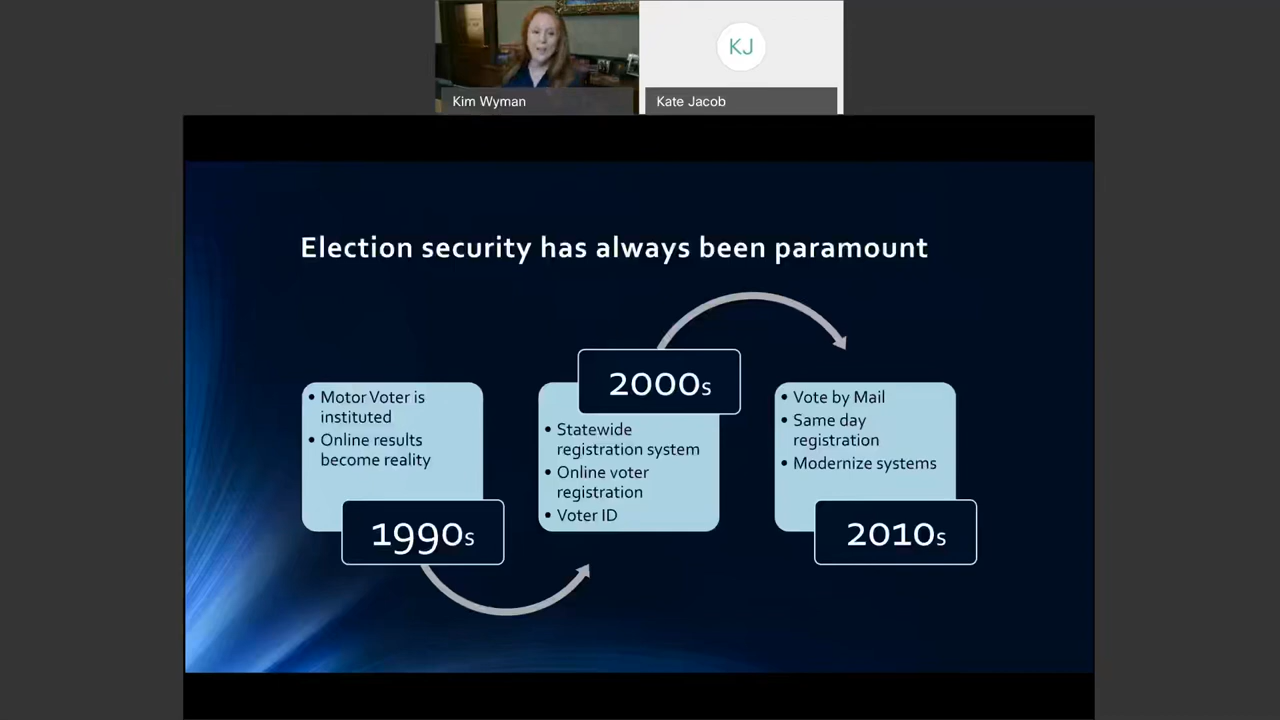 KJ
Kim Wyman
Kate Jacob
Election security has always been paramount
• Motor Voter is
instituted
• Online results
become reality
1990s
2000s
• Statewide
registration system
• Online voter
registration
• Voter ID
• Vote by Mail
• Same day
registration
• Modernize systems
2010s